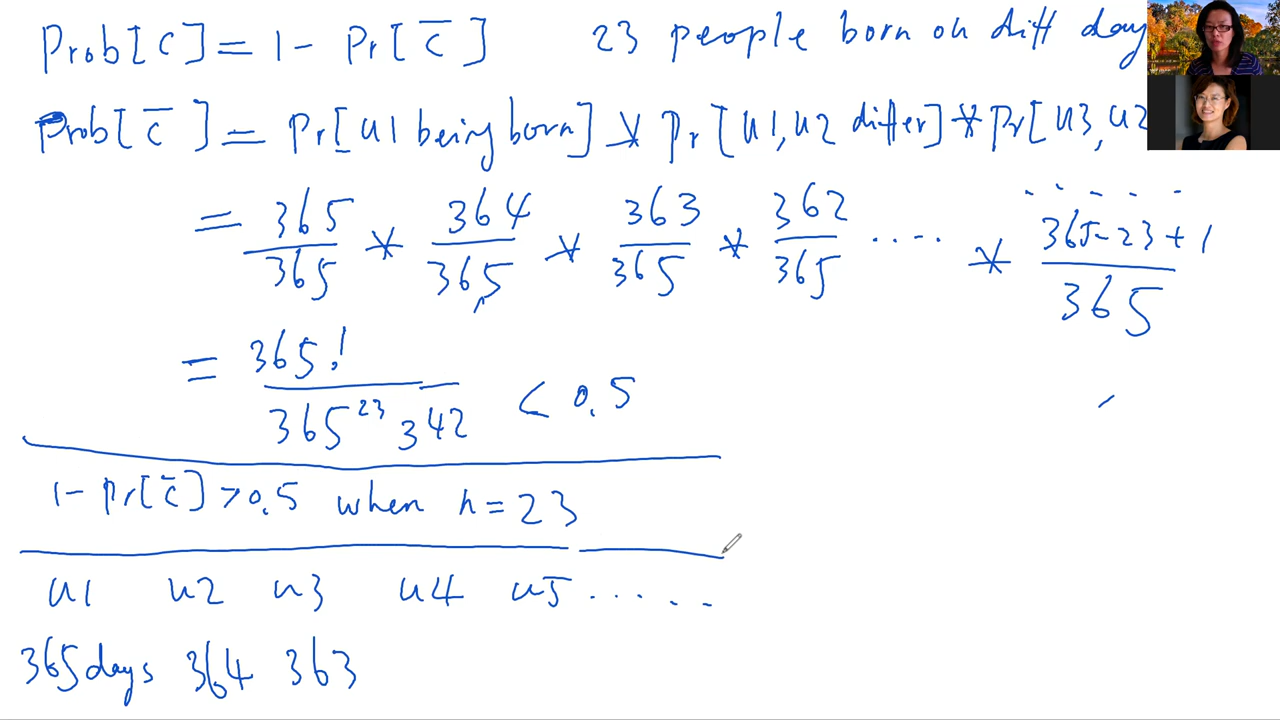 Prob[C] = 1 - Pr[C̅] 23 people born on diff day
Prob[C̅] = Pr[u1 being born] * Pr[u1, u2 differ] * Pr[u3, u2
= 365/365 * 364/365 * 363/365 * 362/365 .... * (365-23+1)/365
= 365!/(365^23 342) < 0.5
1 - Pr[C̅] > 0.5 when n = 23
u1 u2 u3 u4 u5 .....
365days 364 363